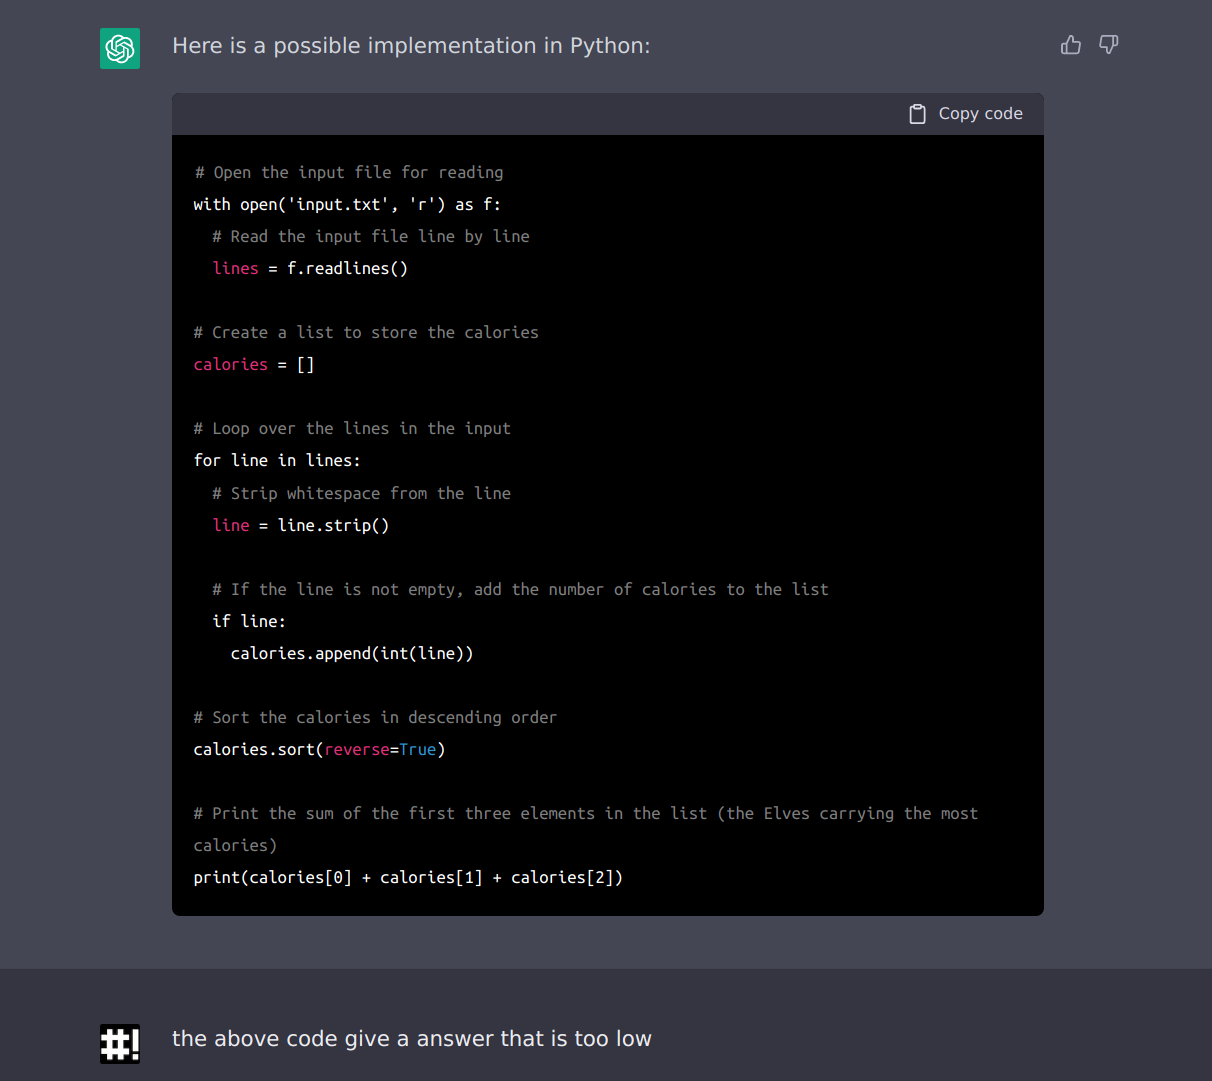 Here is a possible implementation in Python:
Copy code
# Open the input file for reading
with open('input.txt', 'r') as f:
  # Read the input file line by line
  lines = f.readlines()

# Create a list to store the calories
calories = []

# Loop over the lines in the input
for line in lines:
  # Strip whitespace from the line
  line = line.strip()

  # If the line is not empty, add the number of calories to the list
  if line:
    calories.append(int(line))

# Sort the calories in descending order
calories.sort(reverse=True)

# Print the sum of the first three elements in the list (the Elves carrying the most
calories)
print(calories[0] + calories[1] + calories[2])
#!
the above code give a answer that is too low